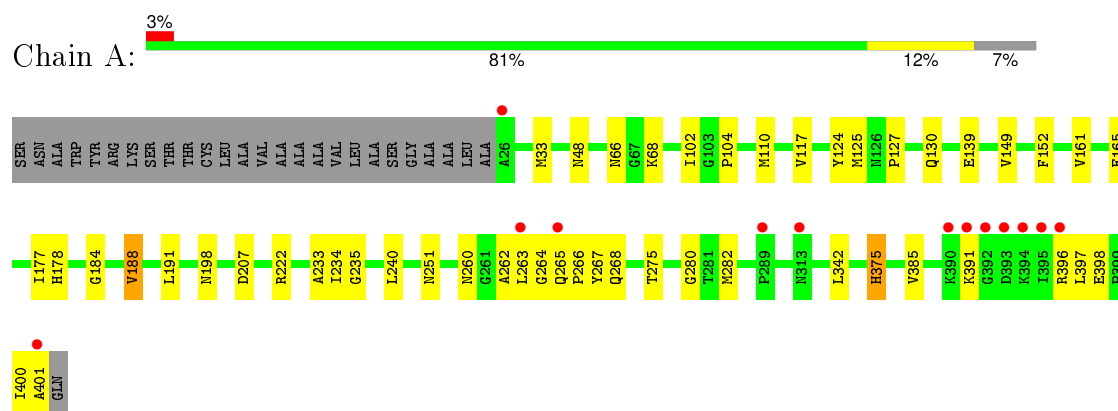 3%
Chain A:
81%
12%
7%
SER
ASN
ALA
TRP
TYR
ARG
LYS
SER
THR
THR
CYS
LEU
ALA
VAL
ALA
ALA
ALA
VAL
LEU
ALA
SER
GLY
ALA
ALA
LEU
ALA
A26
M33
N48
N66
G67
K68
I102
G103
P104
M110
V117
Y124
M125
N126
P127
Q130
E139
V149
F152
V161
I177
H178
G184
V188
L191
N198
D207
R222
A233
I234
G235
L240
N251
N260
G261
A262
L263
G264
Q265
P266
Y267
Q268
T275
G280
T281
M282
P289
N313
L342
H375
V385
K390
K391
G392
D393
K394
I395
R396
L397
E398
I400
A401
GLN